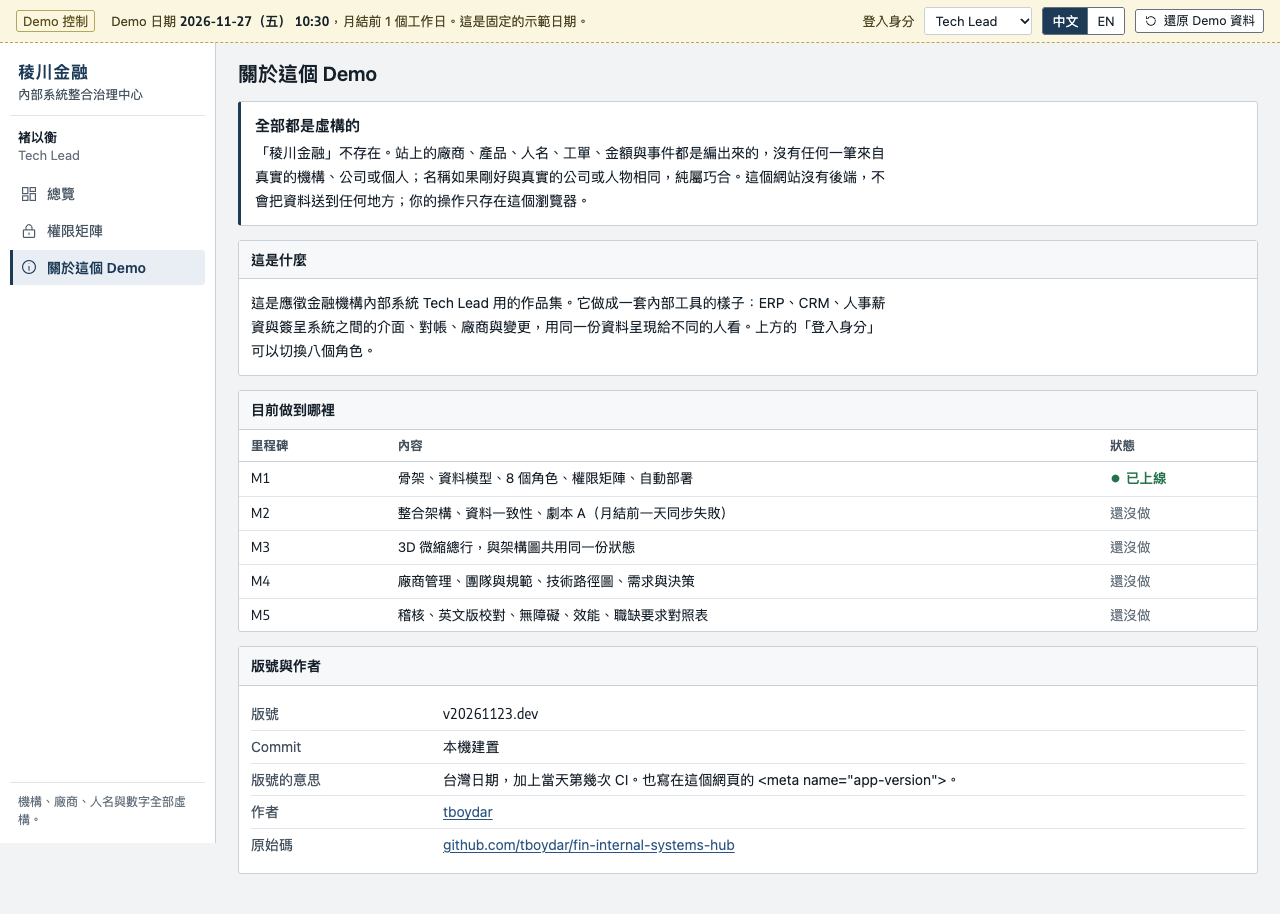 Demo 控制 Demo 日期 2026-11-27（五） 10:30，月結前 1 個工作日。這是固定的示範日期。 登入身分 Tech Lead 中文 EN 還原 Demo 資料
稜川金融
內部系統整合治理中心
褚以衡
Tech Lead
總覽
權限矩陣
關於這個 Demo
機構、廠商、人名與數字全部虛
構。
關於這個 Demo
全部都是虛構的
「稜川金融」不存在。站上的廠商、產品、人名、工單、金額與事件都是編出來的，沒有任何一筆來自
真實的機構、公司或個人；名稱如果剛好與真實的公司或人物相同，純屬巧合。這個網站沒有後端，不
會把資料送到任何地方；你的操作只存在這個瀏覽器。
這是什麼
這是應徵金融機構內部系統 Tech Lead 用的作品集。它做成一套內部工具的樣子：ERP、CRM、人事薪
資與簽呈系統之間的介面、對帳、廠商與變更，用同一份資料呈現給不同的人看。上方的「登入身分」
可以切換八個角色。
目前做到哪裡
里程碑 內容 狀態
M1 骨架、資料模型、8 個角色、權限矩陣、自動部署 已上線
M2 整合架構、資料一致性、劇本 A（月結前一天同步失敗） 還沒做
M3 3D 微縮總行，與架構圖共用同一份狀態 還沒做
M4 廠商管理、團隊與規範、技術路徑圖、需求與決策 還沒做
M5 稽核、英文版校對、無障礙、效能、職缺要求對照表 還沒做
版號與作者
版號 v20261123.dev
Commit 本機建置
版號的意思 台灣日期，加上當天第幾次 CI。也寫在這個網頁的 <meta name="app-version">。
作者 tboydar
原始碼 github.com/tboydar/fin-internal-systems-hub